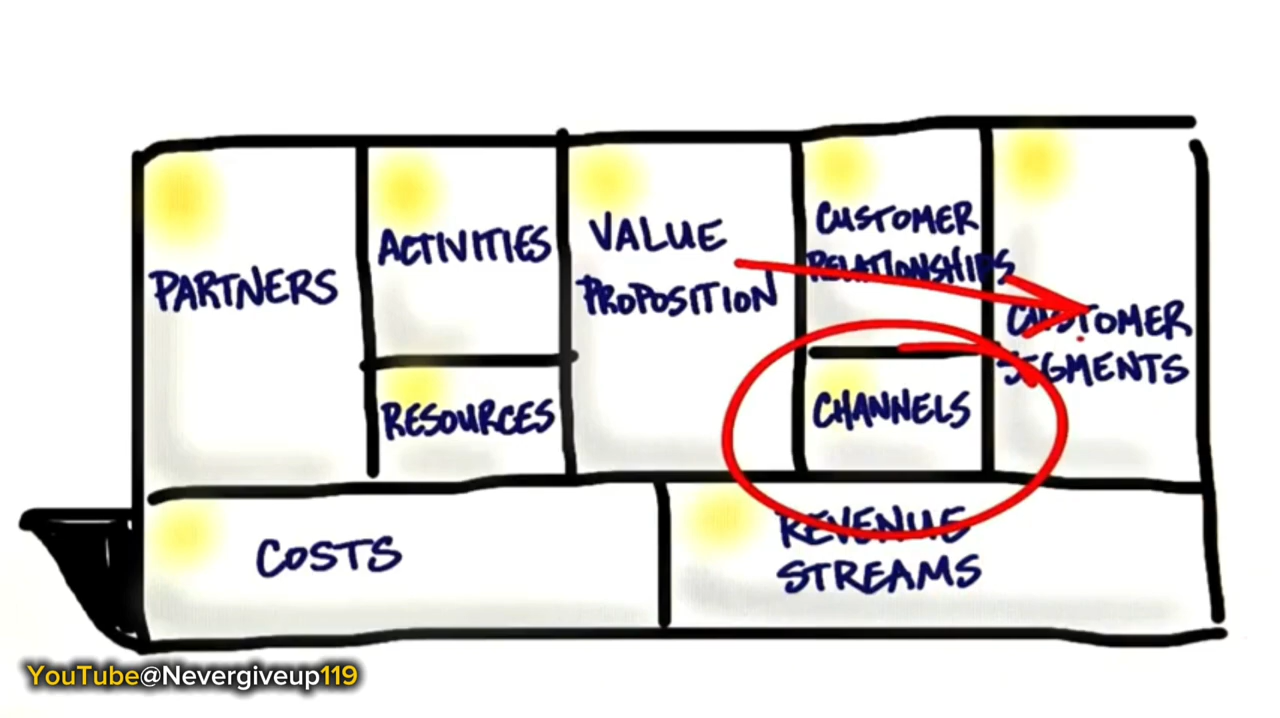 PARTNERS
ACTIVITIES
RESOURCES
VALUE
PROPOSITION
CUSTOMER
RELATIONSHIPS
CHANNELS
CUSTOMER
SEGMENTS
COSTS
REVENUE
STREAMS
YouTube@Nevergiveup119